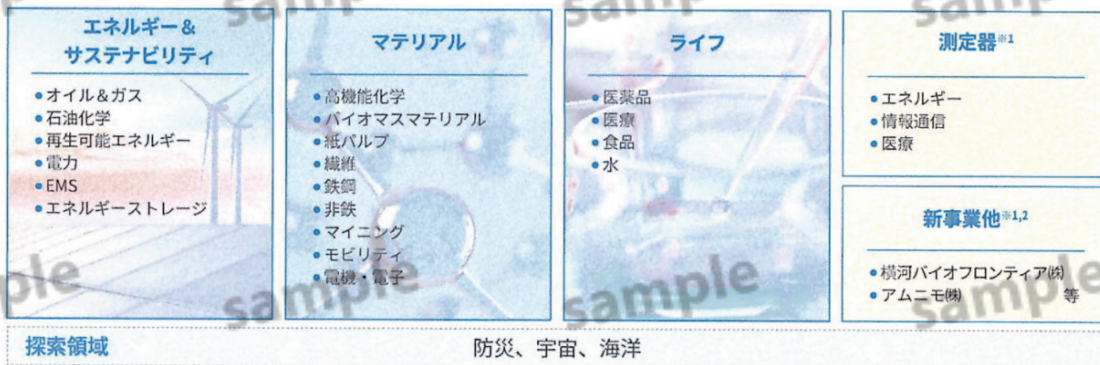 sample
sample
sample
エネルギー＆
サステナビリティ
・オイル＆ガス
・石油化学
・再生可能エネルギー
・電力
・EMS
・エネルギーストレージ
マテリアル
・高機能化学
・バイオマスマテリアル
・紙パルプ
・繊維
・鉄鋼
・非鉄
・マイニング
・モビリティ
・電機・電子
ライフ
・医薬品
・医療
・食品
・水
測定器※1
・エネルギー
・情報通信
・医療
新事業他※1,2
・横河バイオフロンティア㈱
・アムニモ㈱ 等
ple
sample
sample
sample
探索領域
防災、宇宙、海洋